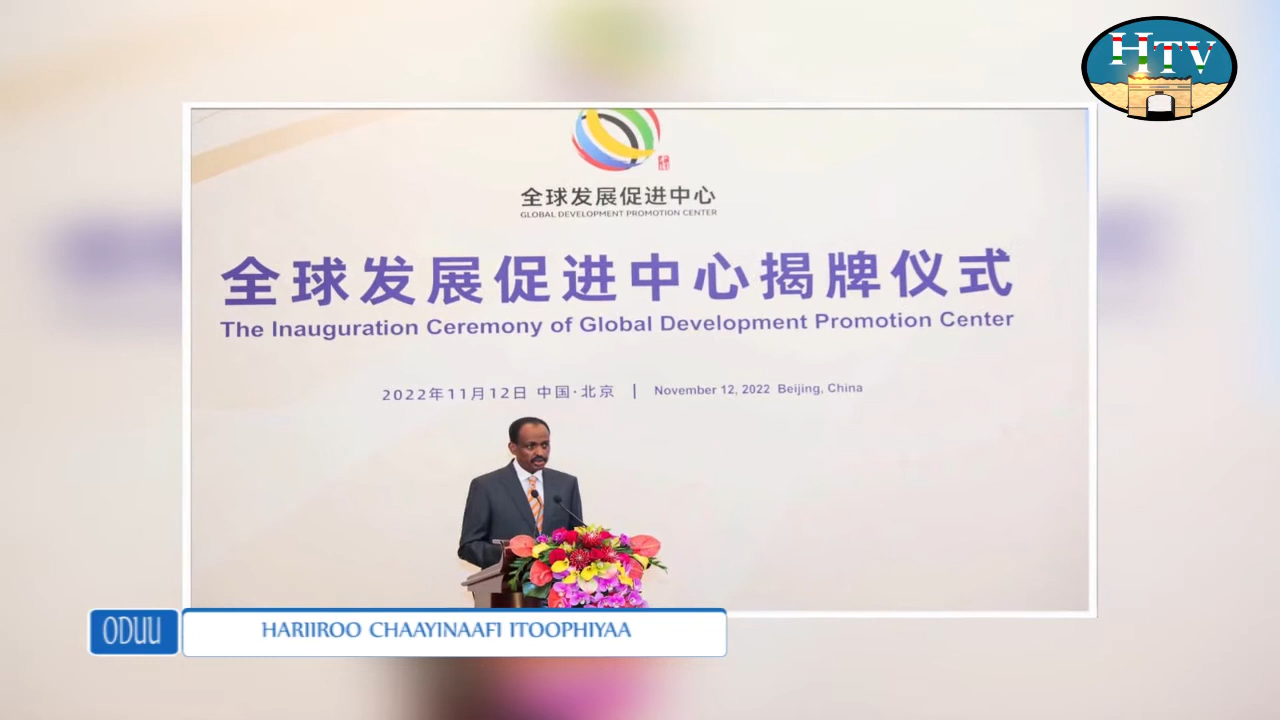 HTV
全球发展促进中心
GLOBAL DEVELOPMENT PROMOTION CENTER
全球发展促进中心揭牌仪式
The Inauguration Ceremony of Global Development Promotion Center
2022年11月12日 中国·北京 | November 12, 2022 Beijing, China
ODUU
HARIIROO CHAAYINAAFI ITOOPHIYAA